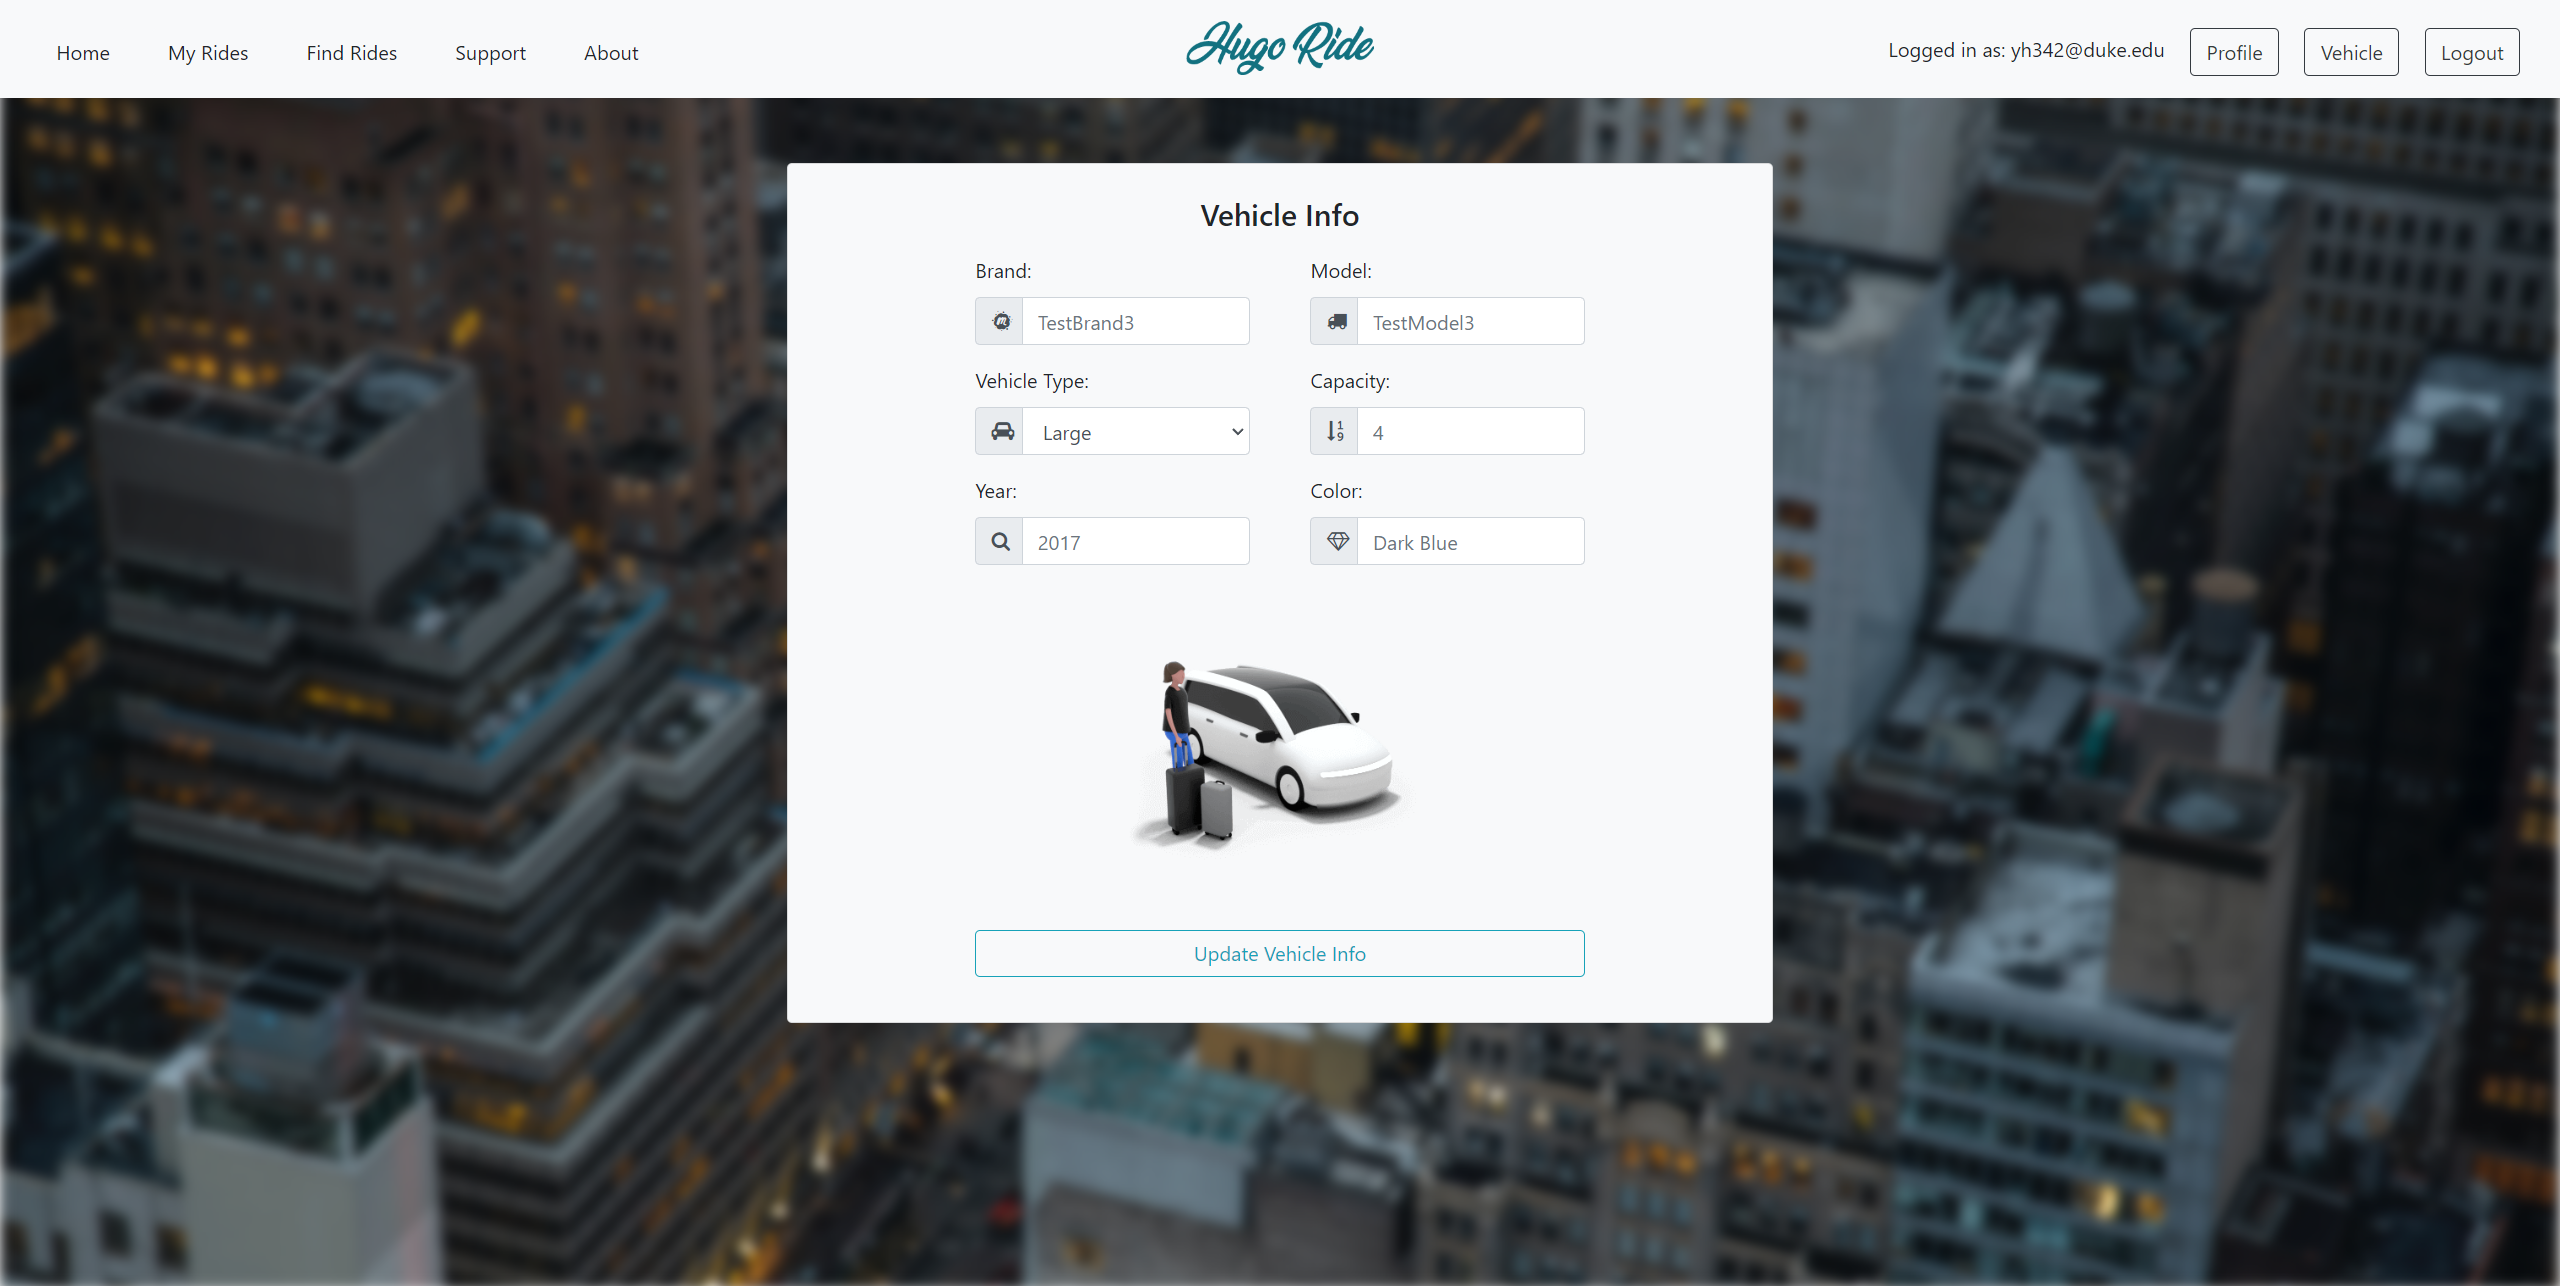 Home My Rides Find Rides Support About Hugo Ride Logged in as: yh342@duke.edu Profile Vehicle Logout
Vehicle Info
Brand: Model:
TestBrand3 TestModel3
Vehicle Type: Capacity:
Large 4
Year: Color:
2017 Dark Blue
Update Vehicle Info